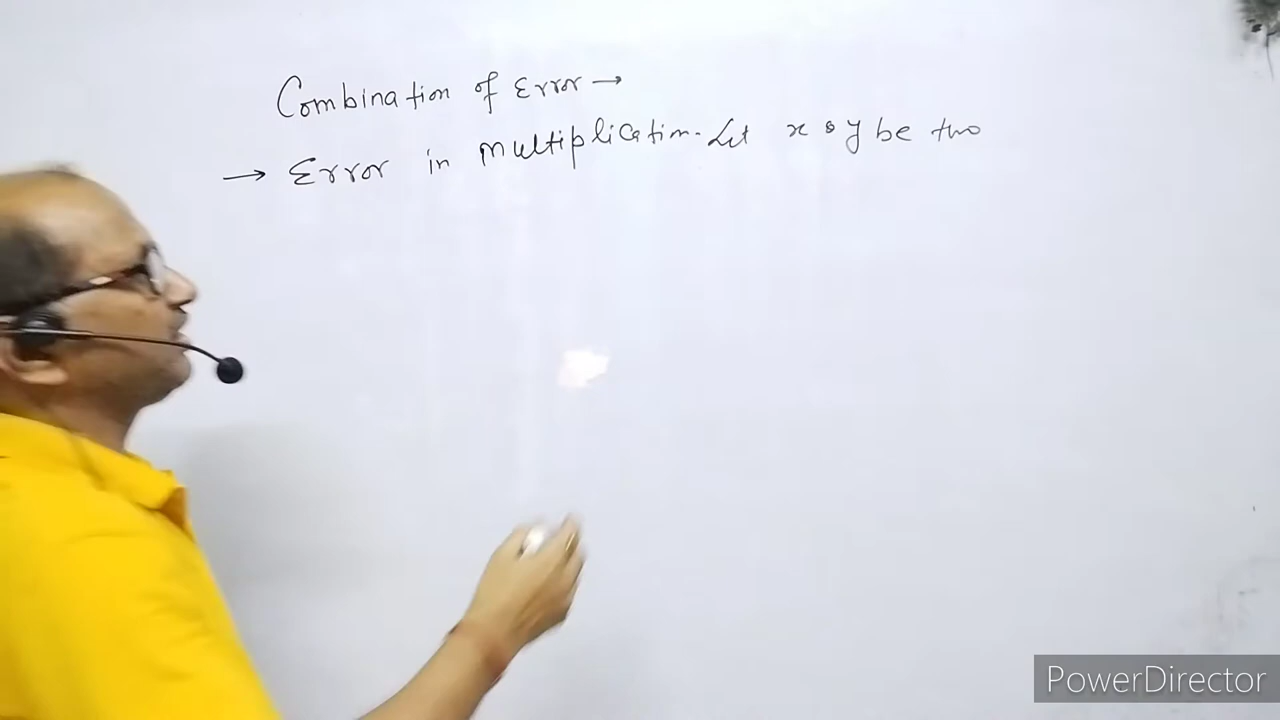 Combination of Error →
→ Error in Multiplication. Let x & y be two
PowerDirector